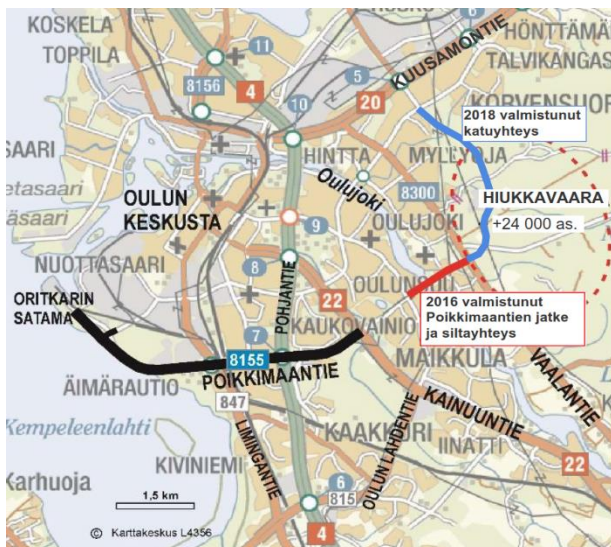 KOSKELA
TOPPILA
11
8156
4
5
KUUSAMONTIE
HÖNTTÄMÄ
TALVIKANGAS
KORVENSUO
10
20
2018 valmistunut
katuyhteys
SAARI
etasaari
HINTTA
MYLLYOJA
Oulujoki
8300
HIUKKAVAARA
+24 000 as.
OULUN
KESKUSTA
9
OULUJOKI
NUOTTASAARI
8
POHJANTIE
22
OULUNSUU
2016 valmistunut
Poikkimaantien jatke
ja siltayhteys
ORITKARIN
SATAMA
7
KAUKOVAINIO
8155
POIKKIMAANTIE
MAIKKULA
VAALANTIE
ÄIMÄRAUTIO
847
KAINUUNTIE
Kempeleenlahti
LIMINGANTIE
KAAKKURI
IINATTI
KIVINIEMI
OULUN LAHDENTIE
22
Karhuoja
6
815
1,5 km
4
© Karttakeskus L4356